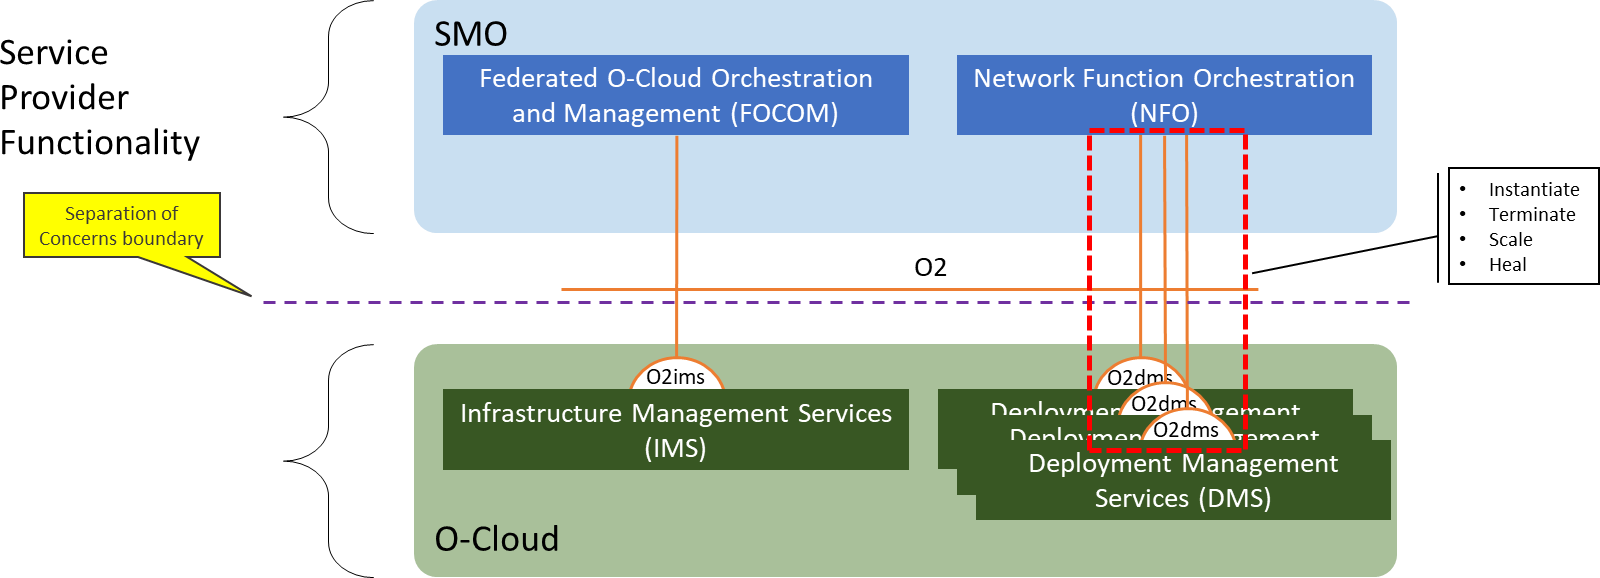 Service
Provider
Functionality
SMO
Federated O-Cloud Orchestration
and Management (FOCOM)
Network Function Orchestration
(NFO)
Separation of
Concerns boundary
• Instantiate
• Terminate
• Scale
• Heal
O2
O2ims
Infrastructure Management Services
(IMS)
O2dms
O2dms
O2dms
Deployment Management
Services (DMS)
O-Cloud